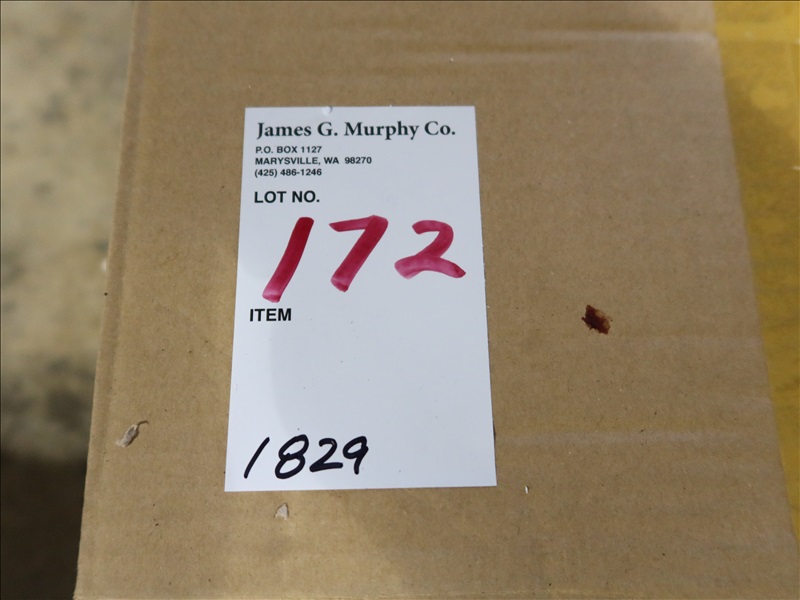 James G. Murphy Co.
P.O. BOX 1127
MARYSVILLE, WA 98270
(425) 486-1246
LOT NO.
172
ITEM
1829